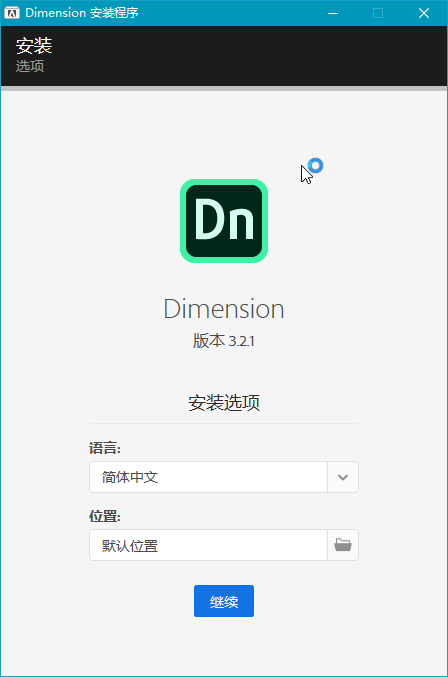 Dimension 安装程序
安装
选项
Dn
Dimension
版本 3.2.1
安装选项
语言:
简体中文
位置:
默认位置
继续